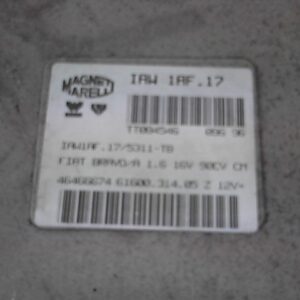 MAGNETI MARELLI
IAW 1AF.17
TT004546 096 96
IAW1AF.17/5311-TB
FIAT BRAVO/A 1.6 16V 90CV CM
46466674 61600.314.05 Z 12V=